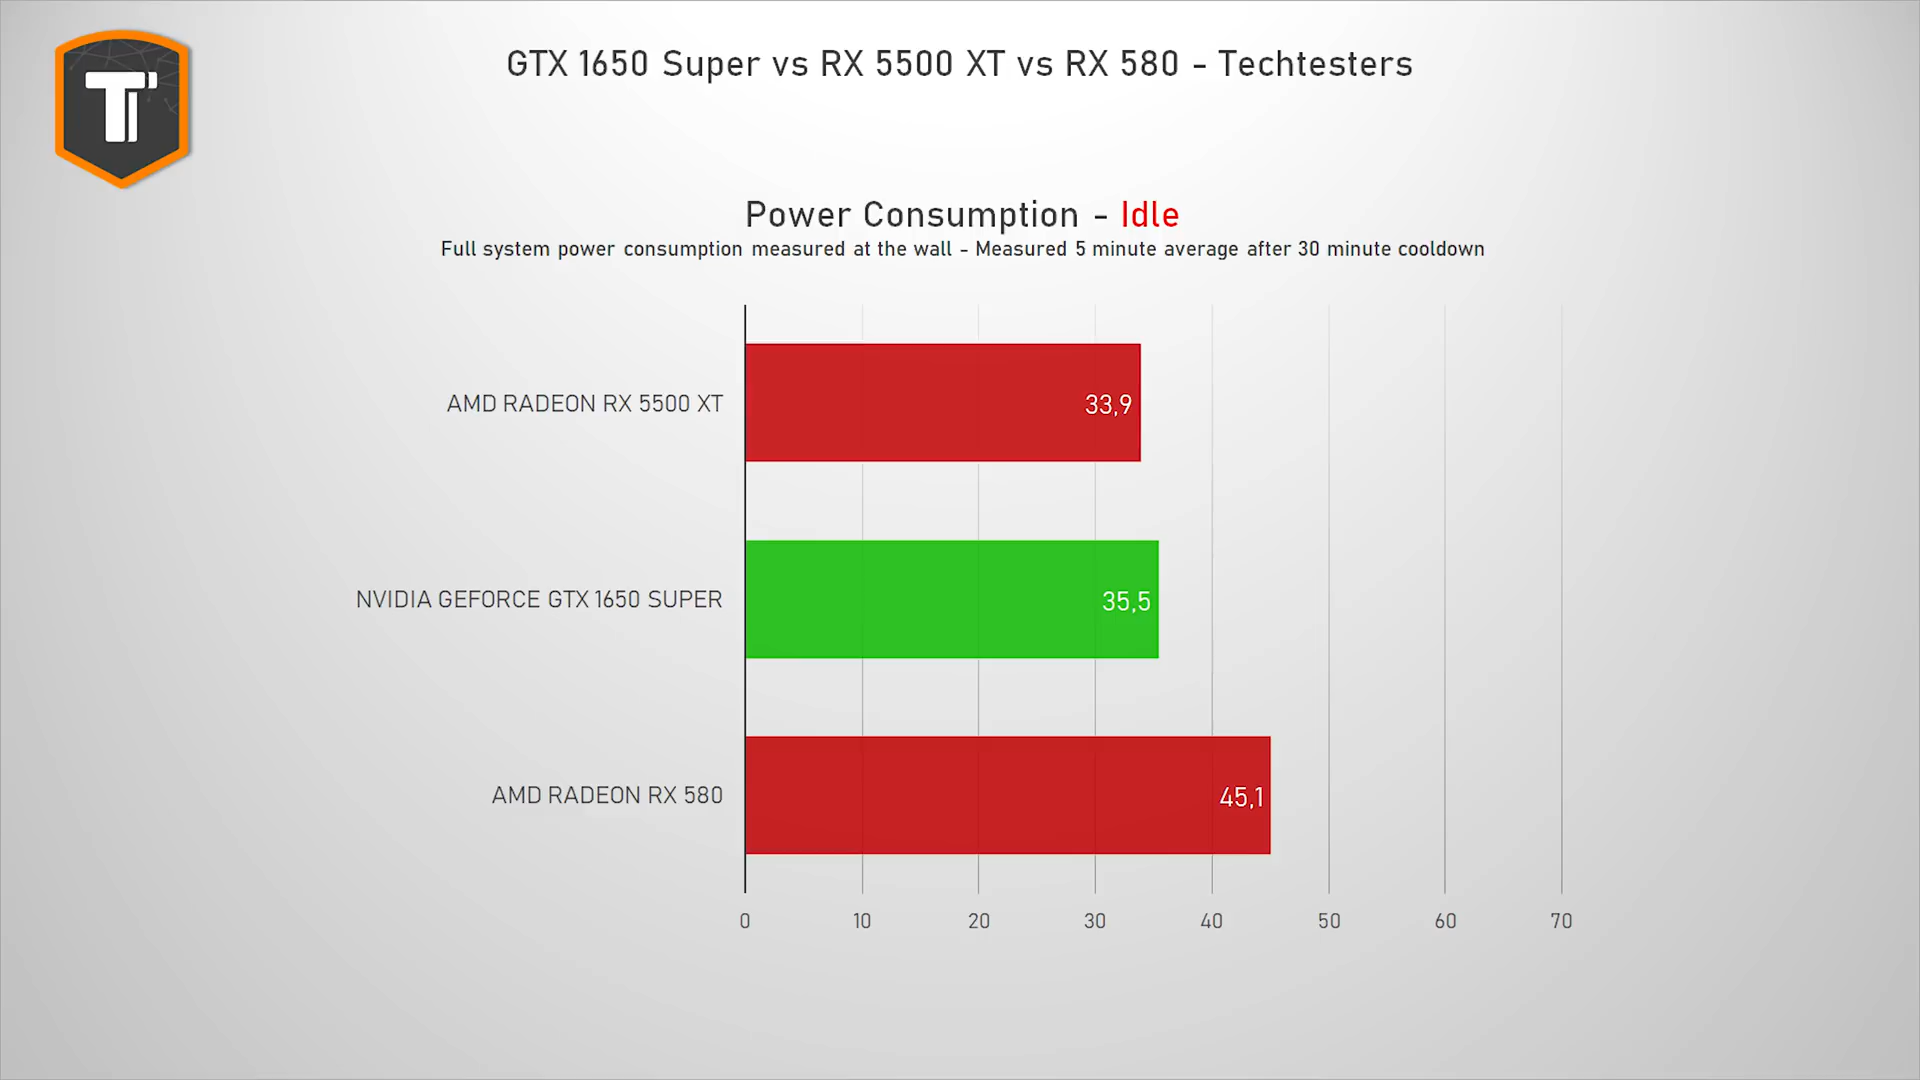 GTX 1650 Super vs RX 5500 XT vs RX 580 - Techtesters
Power Consumption - Idle
Full system power consumption measured at the wall - Measured 5 minute average after 30 minute cooldown
AMD RADEON RX 5500 XT
33,9
NVIDIA GEFORCE GTX 1650 SUPER
35,5
AMD RADEON RX 580
45,1
0 10 20 30 40 50 60 70